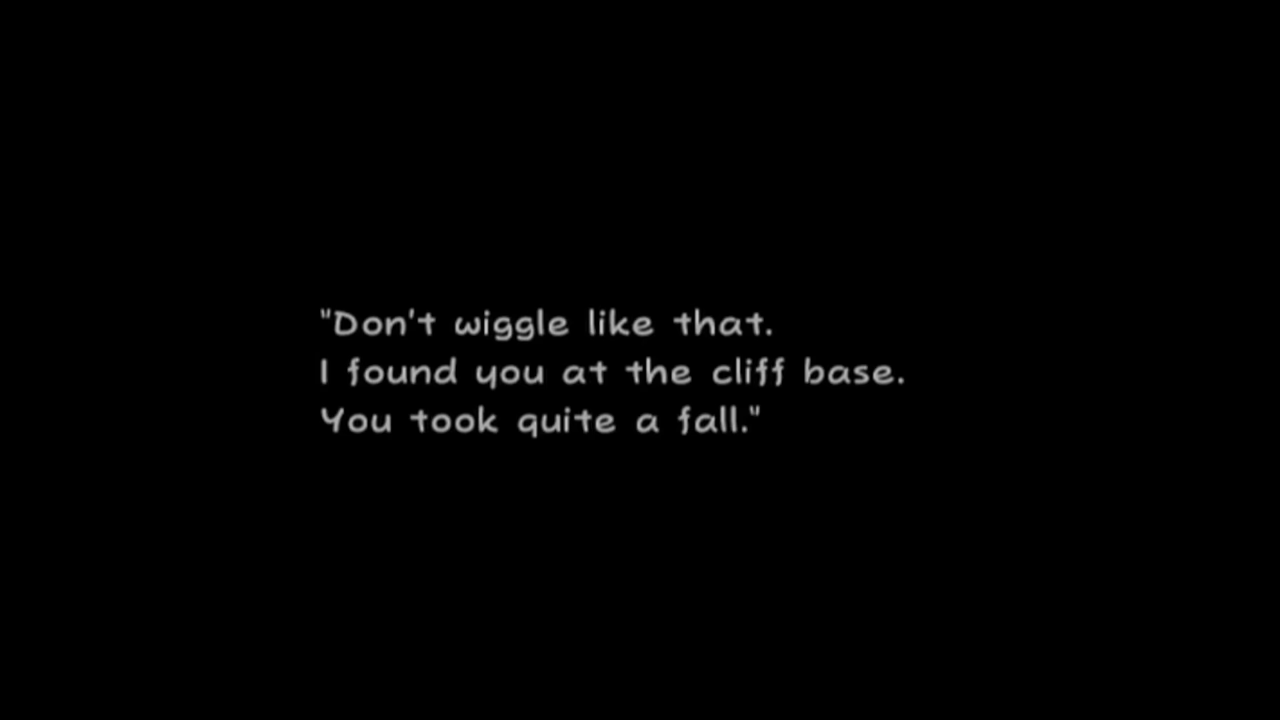 "Don't wiggle like that.
I found you at the cliff base.
You took quite a fall."